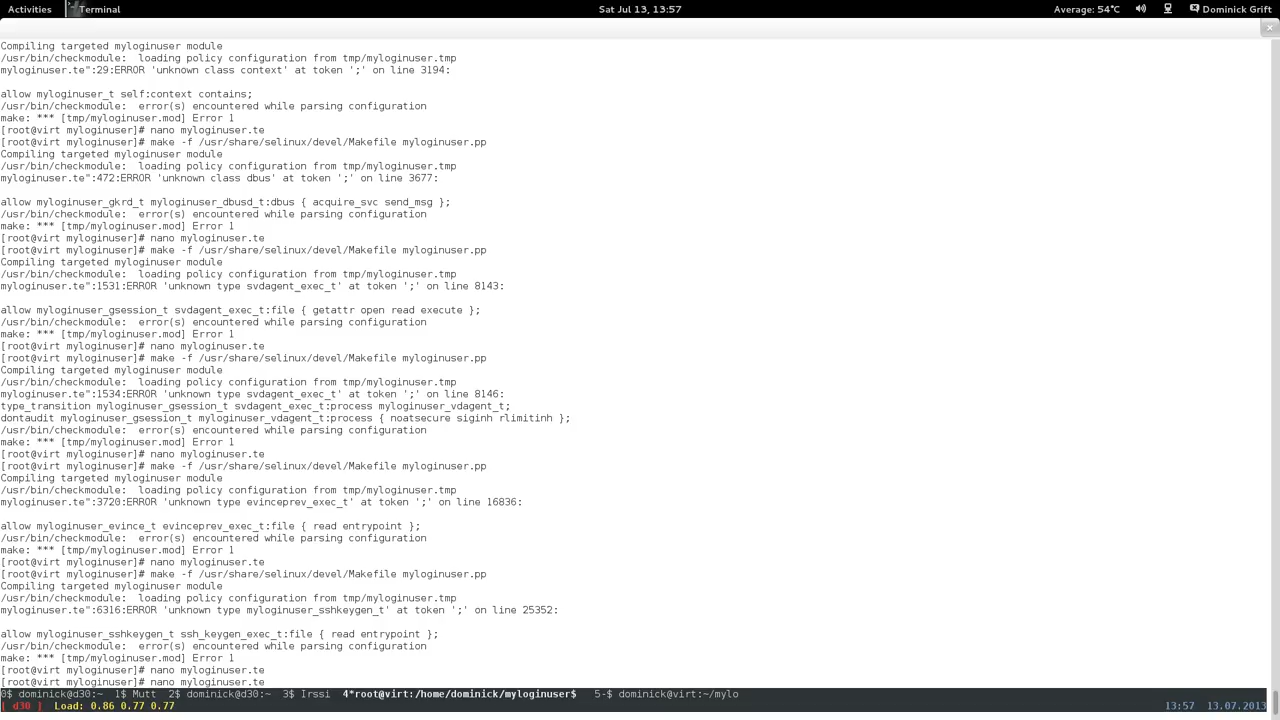 Activities Terminal Sat Jul 13, 13:57 Average: 54°C Dominick Grift
Compiling targeted myloginuser module
/usr/bin/checkmodule:  loading policy configuration from tmp/myloginuser.tmp
myloginuser.te":29:ERROR 'unknown class context' at token ';' on line 3194:
allow myloginuser_t self:context contains;
/usr/bin/checkmodule:  error(s) encountered while parsing configuration
make: *** [tmp/myloginuser.mod] Error 1
[root@virt myloginuser]# nano myloginuser.te
[root@virt myloginuser]# make -f /usr/share/selinux/devel/Makefile myloginuser.pp
Compiling targeted myloginuser module
/usr/bin/checkmodule:  loading policy configuration from tmp/myloginuser.tmp
myloginuser.te":472:ERROR 'unknown class dbus' at token ';' on line 3677:
allow myloginuser_gkrd_t myloginuser_dbusd_t:dbus { acquire_svc send_msg };
/usr/bin/checkmodule:  error(s) encountered while parsing configuration
make: *** [tmp/myloginuser.mod] Error 1
[root@virt myloginuser]# nano myloginuser.te
[root@virt myloginuser]# make -f /usr/share/selinux/devel/Makefile myloginuser.pp
Compiling targeted myloginuser module
/usr/bin/checkmodule:  loading policy configuration from tmp/myloginuser.tmp
myloginuser.te":1531:ERROR 'unknown type svdagent_exec_t' at token ';' on line 8143:
allow myloginuser_gsession_t svdagent_exec_t:file { getattr open read execute };
/usr/bin/checkmodule:  error(s) encountered while parsing configuration
make: *** [tmp/myloginuser.mod] Error 1
[root@virt myloginuser]# nano myloginuser.te
[root@virt myloginuser]# make -f /usr/share/selinux/devel/Makefile myloginuser.pp
Compiling targeted myloginuser module
/usr/bin/checkmodule:  loading policy configuration from tmp/myloginuser.tmp
myloginuser.te":1534:ERROR 'unknown type svdagent_exec_t' at token ';' on line 8146:
type_transition myloginuser_gsession_t svdagent_exec_t:process myloginuser_vdagent_t;
dontaudit myloginuser_gsession_t myloginuser_vdagent_t:process { noatsecure siginh rlimitinh };
/usr/bin/checkmodule:  error(s) encountered while parsing configuration
make: *** [tmp/myloginuser.mod] Error 1
[root@virt myloginuser]# nano myloginuser.te
[root@virt myloginuser]# make -f /usr/share/selinux/devel/Makefile myloginuser.pp
Compiling targeted myloginuser module
/usr/bin/checkmodule:  loading policy configuration from tmp/myloginuser.tmp
myloginuser.te":3720:ERROR 'unknown type evinceprev_exec_t' at token ';' on line 16836:
allow myloginuser_evince_t evinceprev_exec_t:file { read entrypoint };
/usr/bin/checkmodule:  error(s) encountered while parsing configuration
make: *** [tmp/myloginuser.mod] Error 1
[root@virt myloginuser]# nano myloginuser.te
[root@virt myloginuser]# make -f /usr/share/selinux/devel/Makefile myloginuser.pp
Compiling targeted myloginuser module
/usr/bin/checkmodule:  loading policy configuration from tmp/myloginuser.tmp
myloginuser.te":6316:ERROR 'unknown type myloginuser_sshkeygen_t' at token ';' on line 25352:
allow myloginuser_sshkeygen_t ssh_keygen_exec_t:file { read entrypoint };
/usr/bin/checkmodule:  error(s) encountered while parsing configuration
make: *** [tmp/myloginuser.mod] Error 1
[root@virt myloginuser]# nano myloginuser.te
[root@virt myloginuser]# nano myloginuser.te
0$ dominick@d30:~  1$ Mutt  2$ dominick@d30:~  3$ Irssi  4*root@virt:/home/dominick/myloginuser$   5-$ dominick@virt:~/mylo
[ d30 ]  Load: 0.86 0.77 0.77 13:57  13.07.2013